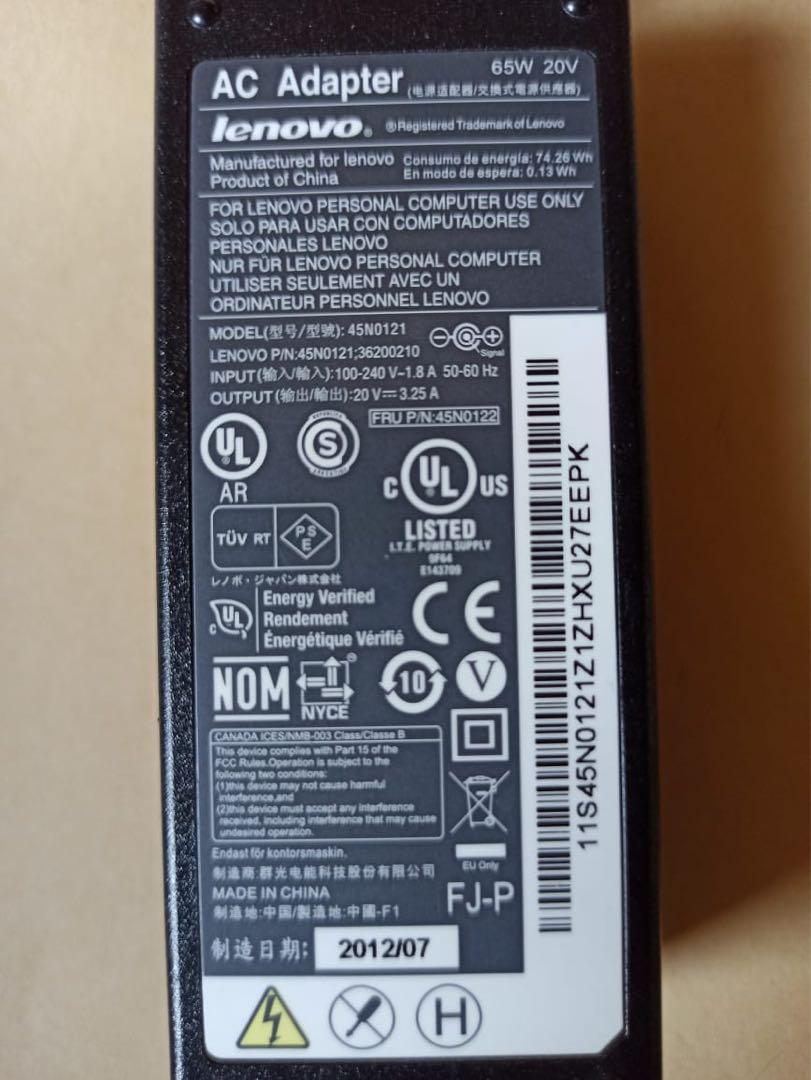 AC Adapter 65W 20V
(电源适配器/交換式電源供應器)
lenovo® ®Registered Trademark of Lenovo
Manufactured for lenovo Consumo de energía: 74.26 Wh
Product of China En modo de espera: 0.13 Wh
FOR LENOVO PERSONAL COMPUTER USE ONLY
SOLO PARA USAR CON COMPUTADORES
PERSONALES LENOVO
NUR FÜR LENOVO PERSONAL COMPUTER
UTILISER SEULEMENT AVEC UN
ORDINATEUR PERSONNEL LENOVO
MODEL(型号/型號): 45N0121
Signal
LENOVO P/N:45N0121;36200210
INPUT(输入/輸入):100-240 V~1.8 A 50-60 Hz
OUTPUT(输出/輸出):20 V⎓3.25 A
FRU P/N:45N0122
UL
AR
S
REPUBLICA
ARGENTINA
C UL US
LISTED
I.T.E. POWER SUPPLY
9F64
E143709
TÜV RT
PS
E
レノボ・ジャパン株式会社
c UL
Energy Verified
Rendement
Énergétique Vérifié
CE
NOM
NYCE
10
V
CANADA ICES/NMB-003 Class/Classe B
This device complies with Part 15 of the
FCC Rules.Operation is subject to the
following two conditions:
(1)this device may not cause harmful
interference,and
(2)this device must accept any interference
received, including interference that may cause
undesired operation.
EU Only
Endast för kontorsmaskin.
制造商:群光电能科技股份有限公司
MADE IN CHINA
制造地:中国/製造地:中國-F1
FJ-P
制造日期: 2012/07
H
11S45N0121Z1ZHXU27EEPK